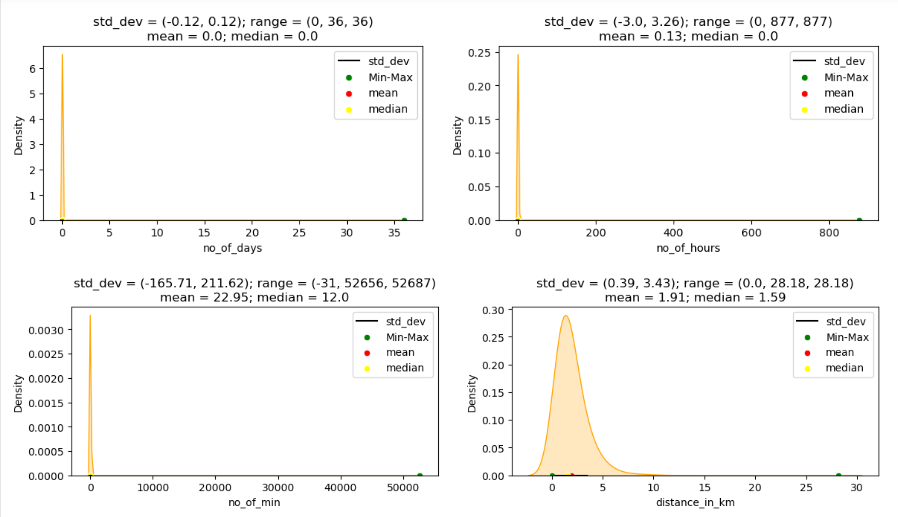 std_dev = (-0.12, 0.12); range = (0, 36, 36)
mean = 0.0; median = 0.0
6
5
4
3
2
1
0
Density
std_dev
Min-Max
mean
median
0 5 10 15 20 25 30 35
no_of_days
std_dev = (-3.0, 3.26); range = (0, 877, 877)
mean = 0.13; median = 0.0
0.25
0.20
0.15
0.10
0.05
0.00
Density
std_dev
Min-Max
mean
median
0 200 400 600 800
no_of_hours
std_dev = (-165.71, 211.62); range = (-31, 52656, 52687)
mean = 22.95; median = 12.0
0.0030
0.0025
0.0020
0.0015
0.0010
0.0005
0.0000
Density
std_dev
Min-Max
mean
median
0 10000 20000 30000 40000 50000
no_of_min
std_dev = (0.39, 3.43); range = (0.0, 28.18, 28.18)
mean = 1.91; median = 1.59
0.30
0.25
0.20
0.15
0.10
0.05
0.00
Density
std_dev
Min-Max
mean
median
0 5 10 15 20 25 30
distance_in_km